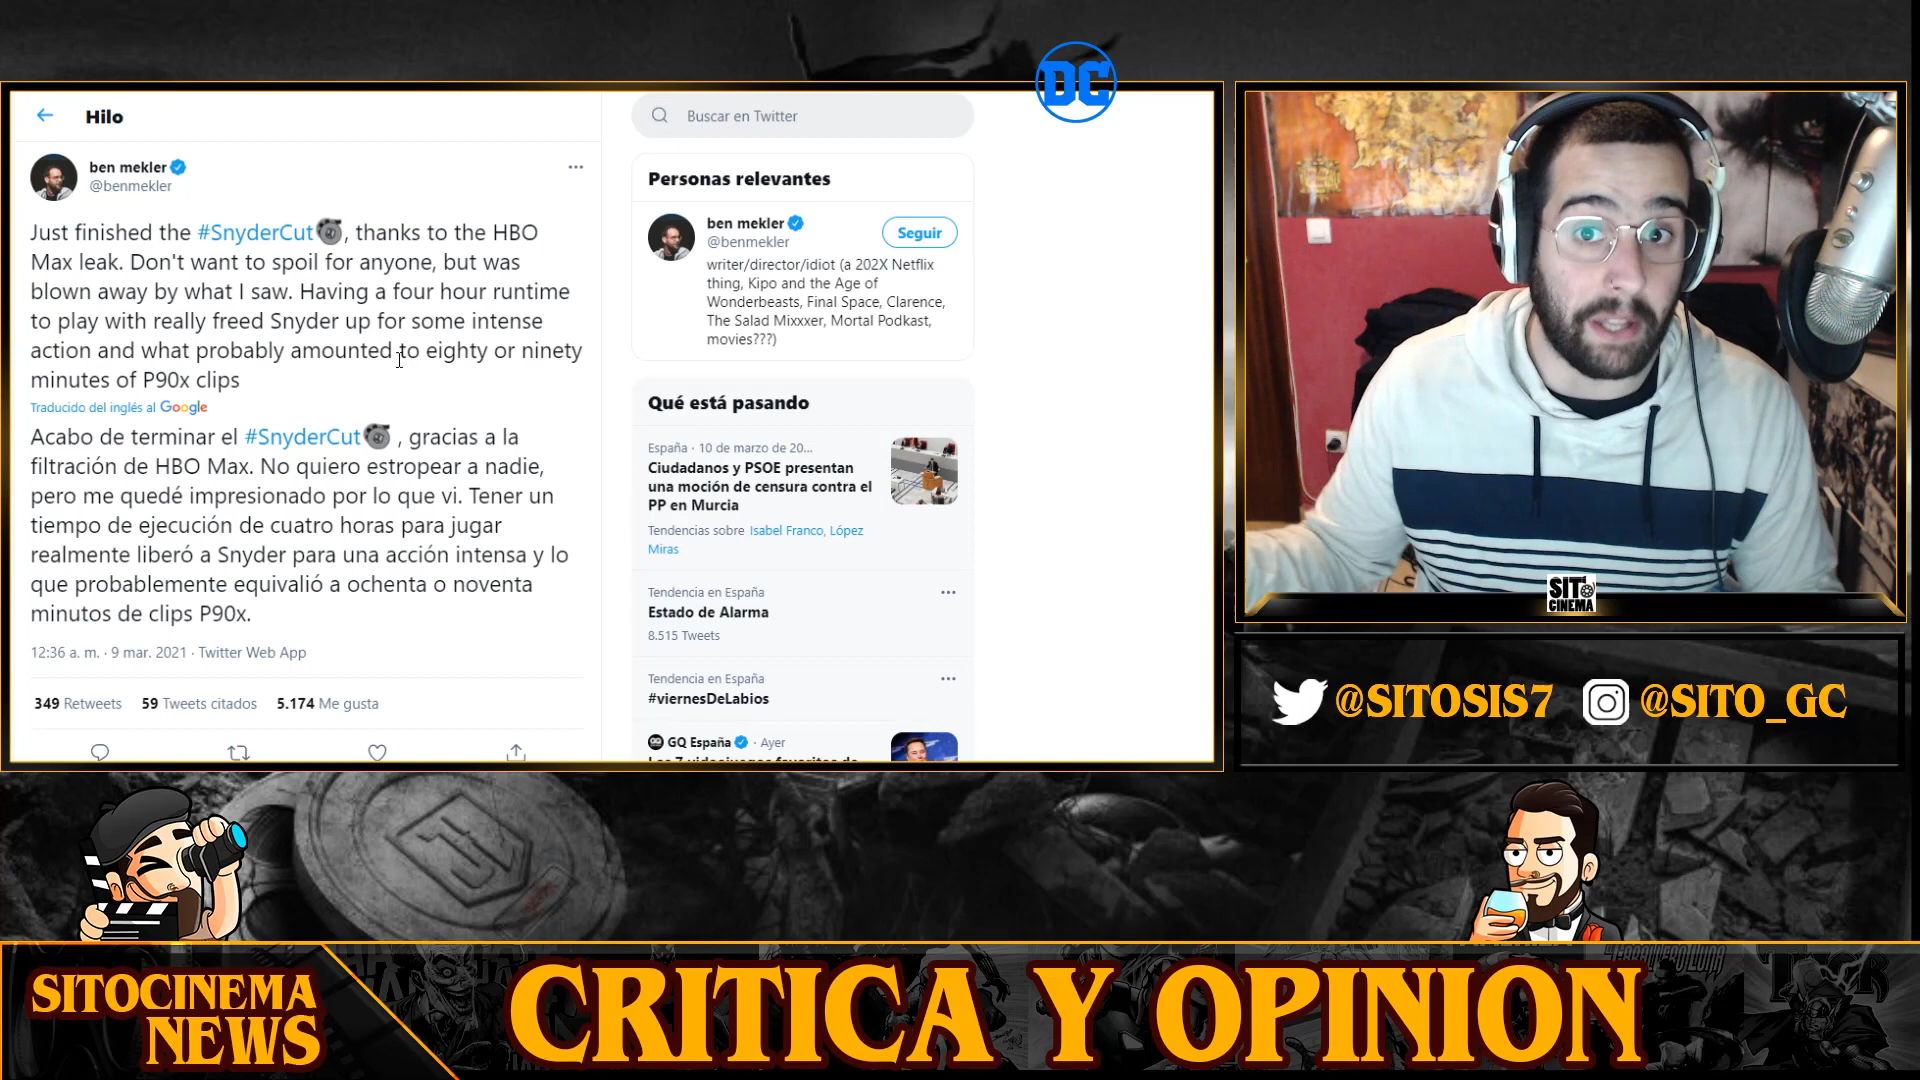 DC
Hilo
ben mekler
@benmekler
Just finished the #SnyderCut, thanks to the HBO
Max leak. Don't want to spoil for anyone, but was
blown away by what I saw. Having a four hour runtime
to play with really freed Snyder up for some intense
action and what probably amounted to eighty or ninety
minutes of P90x clips
Traducido del inglés al Google
Acabo de terminar el #SnyderCut , gracias a la
filtración de HBO Max. No quiero estropear a nadie,
pero me quedé impresionado por lo que vi. Tener un
tiempo de ejecución de cuatro horas para jugar
realmente liberó a Snyder para una acción intensa y lo
que probablemente equivalió a ochenta o noventa
minutos de clips P90x.
12:36 a. m. · 9 mar. 2021 · Twitter Web App
349 Retweets 59 Tweets citados 5.174 Me gusta
Buscar en Twitter
Personas relevantes
ben mekler
@benmekler
Seguir
writer/director/idiot (a 202X Netflix
thing, Kipo and the Age of
Wonderbeasts, Final Space, Clarence,
The Salad Mixxxer, Mortal Podkast,
movies???)
Qué está pasando
España · 10 de marzo de 20...
Ciudadanos y PSOE presentan
una moción de censura contra el
PP en Murcia
Tendencias sobre Isabel Franco, López
Miras
Tendencia en España
Estado de Alarma
8.515 Tweets
Tendencia en España
#viernesDeLabios
GQ España · Ayer
SITO
CINEMA
@SITOSIS7 @SITO_GC
SITOCINEMA
NEWS
CRITICA Y OPINION